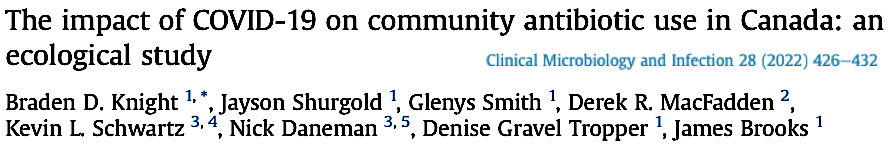 The impact of COVID-19 on community antibiotic use in Canada: an
ecological study
Clinical Microbiology and Infection 28 (2022) 426–432
Braden D. Knight 1, *, Jayson Shurgold 1, Glenys Smith 1, Derek R. MacFadden 2,
Kevin L. Schwartz 3, 4, Nick Daneman 3, 5, Denise Gravel Tropper 1, James Brooks 1